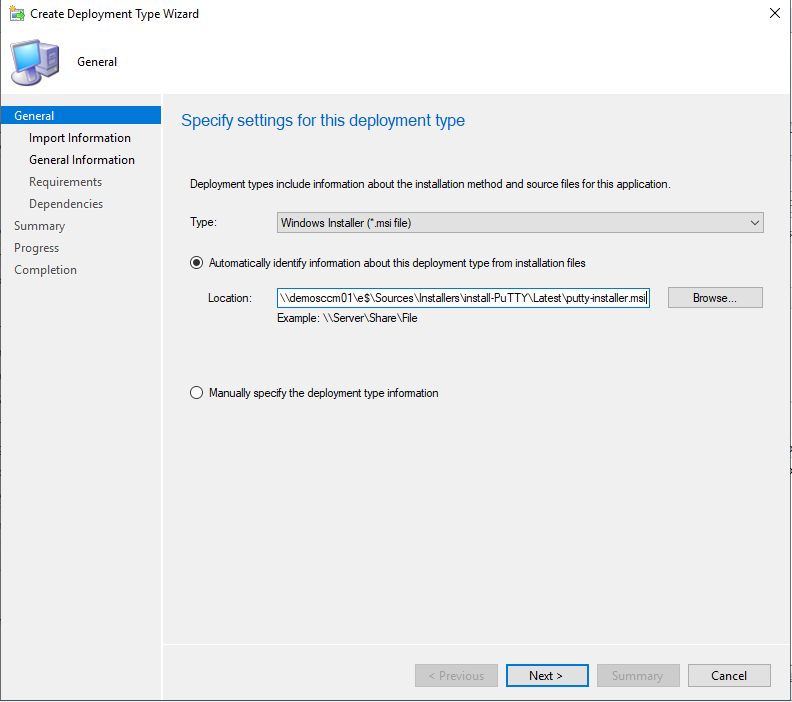 Create Deployment Type Wizard
General
General
Import Information
General Information
Requirements
Dependencies
Summary
Progress
Completion
Specify settings for this deployment type
Deployment types include information about the installation method and source files for this application.
Type: Windows Installer (*.msi file)
Automatically identify information about this deployment type from installation files
Location: \\demosccm01\e$\Sources\Installers\install-PuTTY\Latest\putty-installer.msi Browse...
Example: \\Server\Share\File
Manually specify the deployment type information
< Previous Next > Summary Cancel